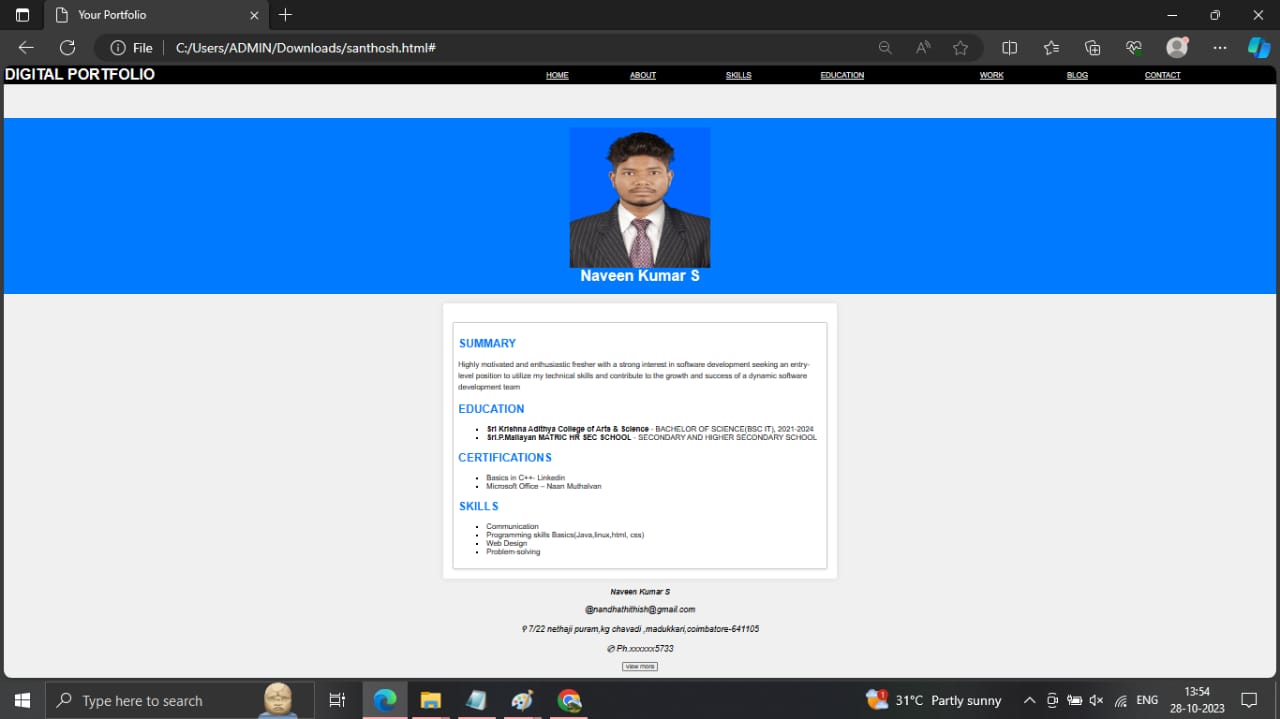 Your Portfolio
File
C:/Users/ADMIN/Downloads/santhosh.html#
DIGITAL PORTFOLIO HOME ABOUT SKILLS EDUCATION WORK BLOG CONTACT
Naveen Kumar S
SUMMARY
Highly motivated and enthusiastic fresher with a strong interest in software development seeking an entry-
level position to utilize my technical skills and contribute to the growth and success of a dynamic software
development team
EDUCATION
Sri Krishna Adithya College of Arts & Science - BACHELOR OF SCIENCE(BSC IT), 2021-2024
Sri.P.Mallayan MATRIC HR SEC SCHOOL - SECONDARY AND HIGHER SECONDARY SCHOOL
CERTIFICATIONS
Basics in C++- Linkedin
Microsoft Office – Naan Muthalvan
SKILLS
Communication
Programming skills Basics(Java,linux,html, css)
Web Design
Problem-solving
Naveen Kumar S
@nandhathithish@gmail.com
7/22 nethaji puram,kg chavadi ,madukkari,coimbatore-641105
✆ Ph.xxxxxx5733
view more
Type here to search
1
31°C Partly sunny
ENG
13:54
28-10-2023